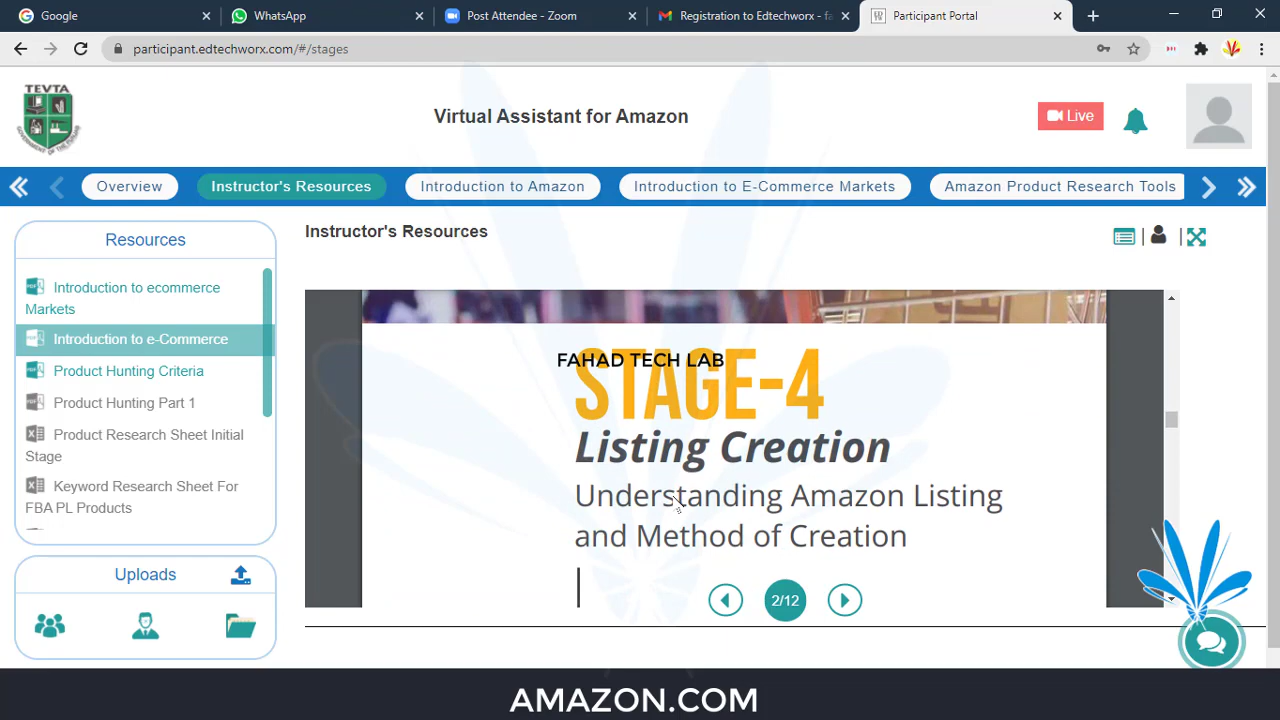 Google
WhatsApp
Post Attendee - Zoom
Registration to Edtechworx - fa
Participant Portal
participant.edtechworx.com/#/stages
TEVTA
Virtual Assistant for Amazon
Live
Overview
Instructor's Resources
Introduction to Amazon
Introduction to E-Commerce Markets
Amazon Product Research Tools
Resources
Introduction to ecommerce
Markets
Introduction to e-Commerce
Product Hunting Criteria
Product Hunting Part 1
Product Research Sheet Initial
Stage
Keyword Research Sheet For
FBA PL Products
Uploads
Instructor's Resources
FAHAD TECH LAB
STAGE-4
Listing Creation
Understanding Amazon Listing
and Method of Creation
2/12
AMAZON.COM